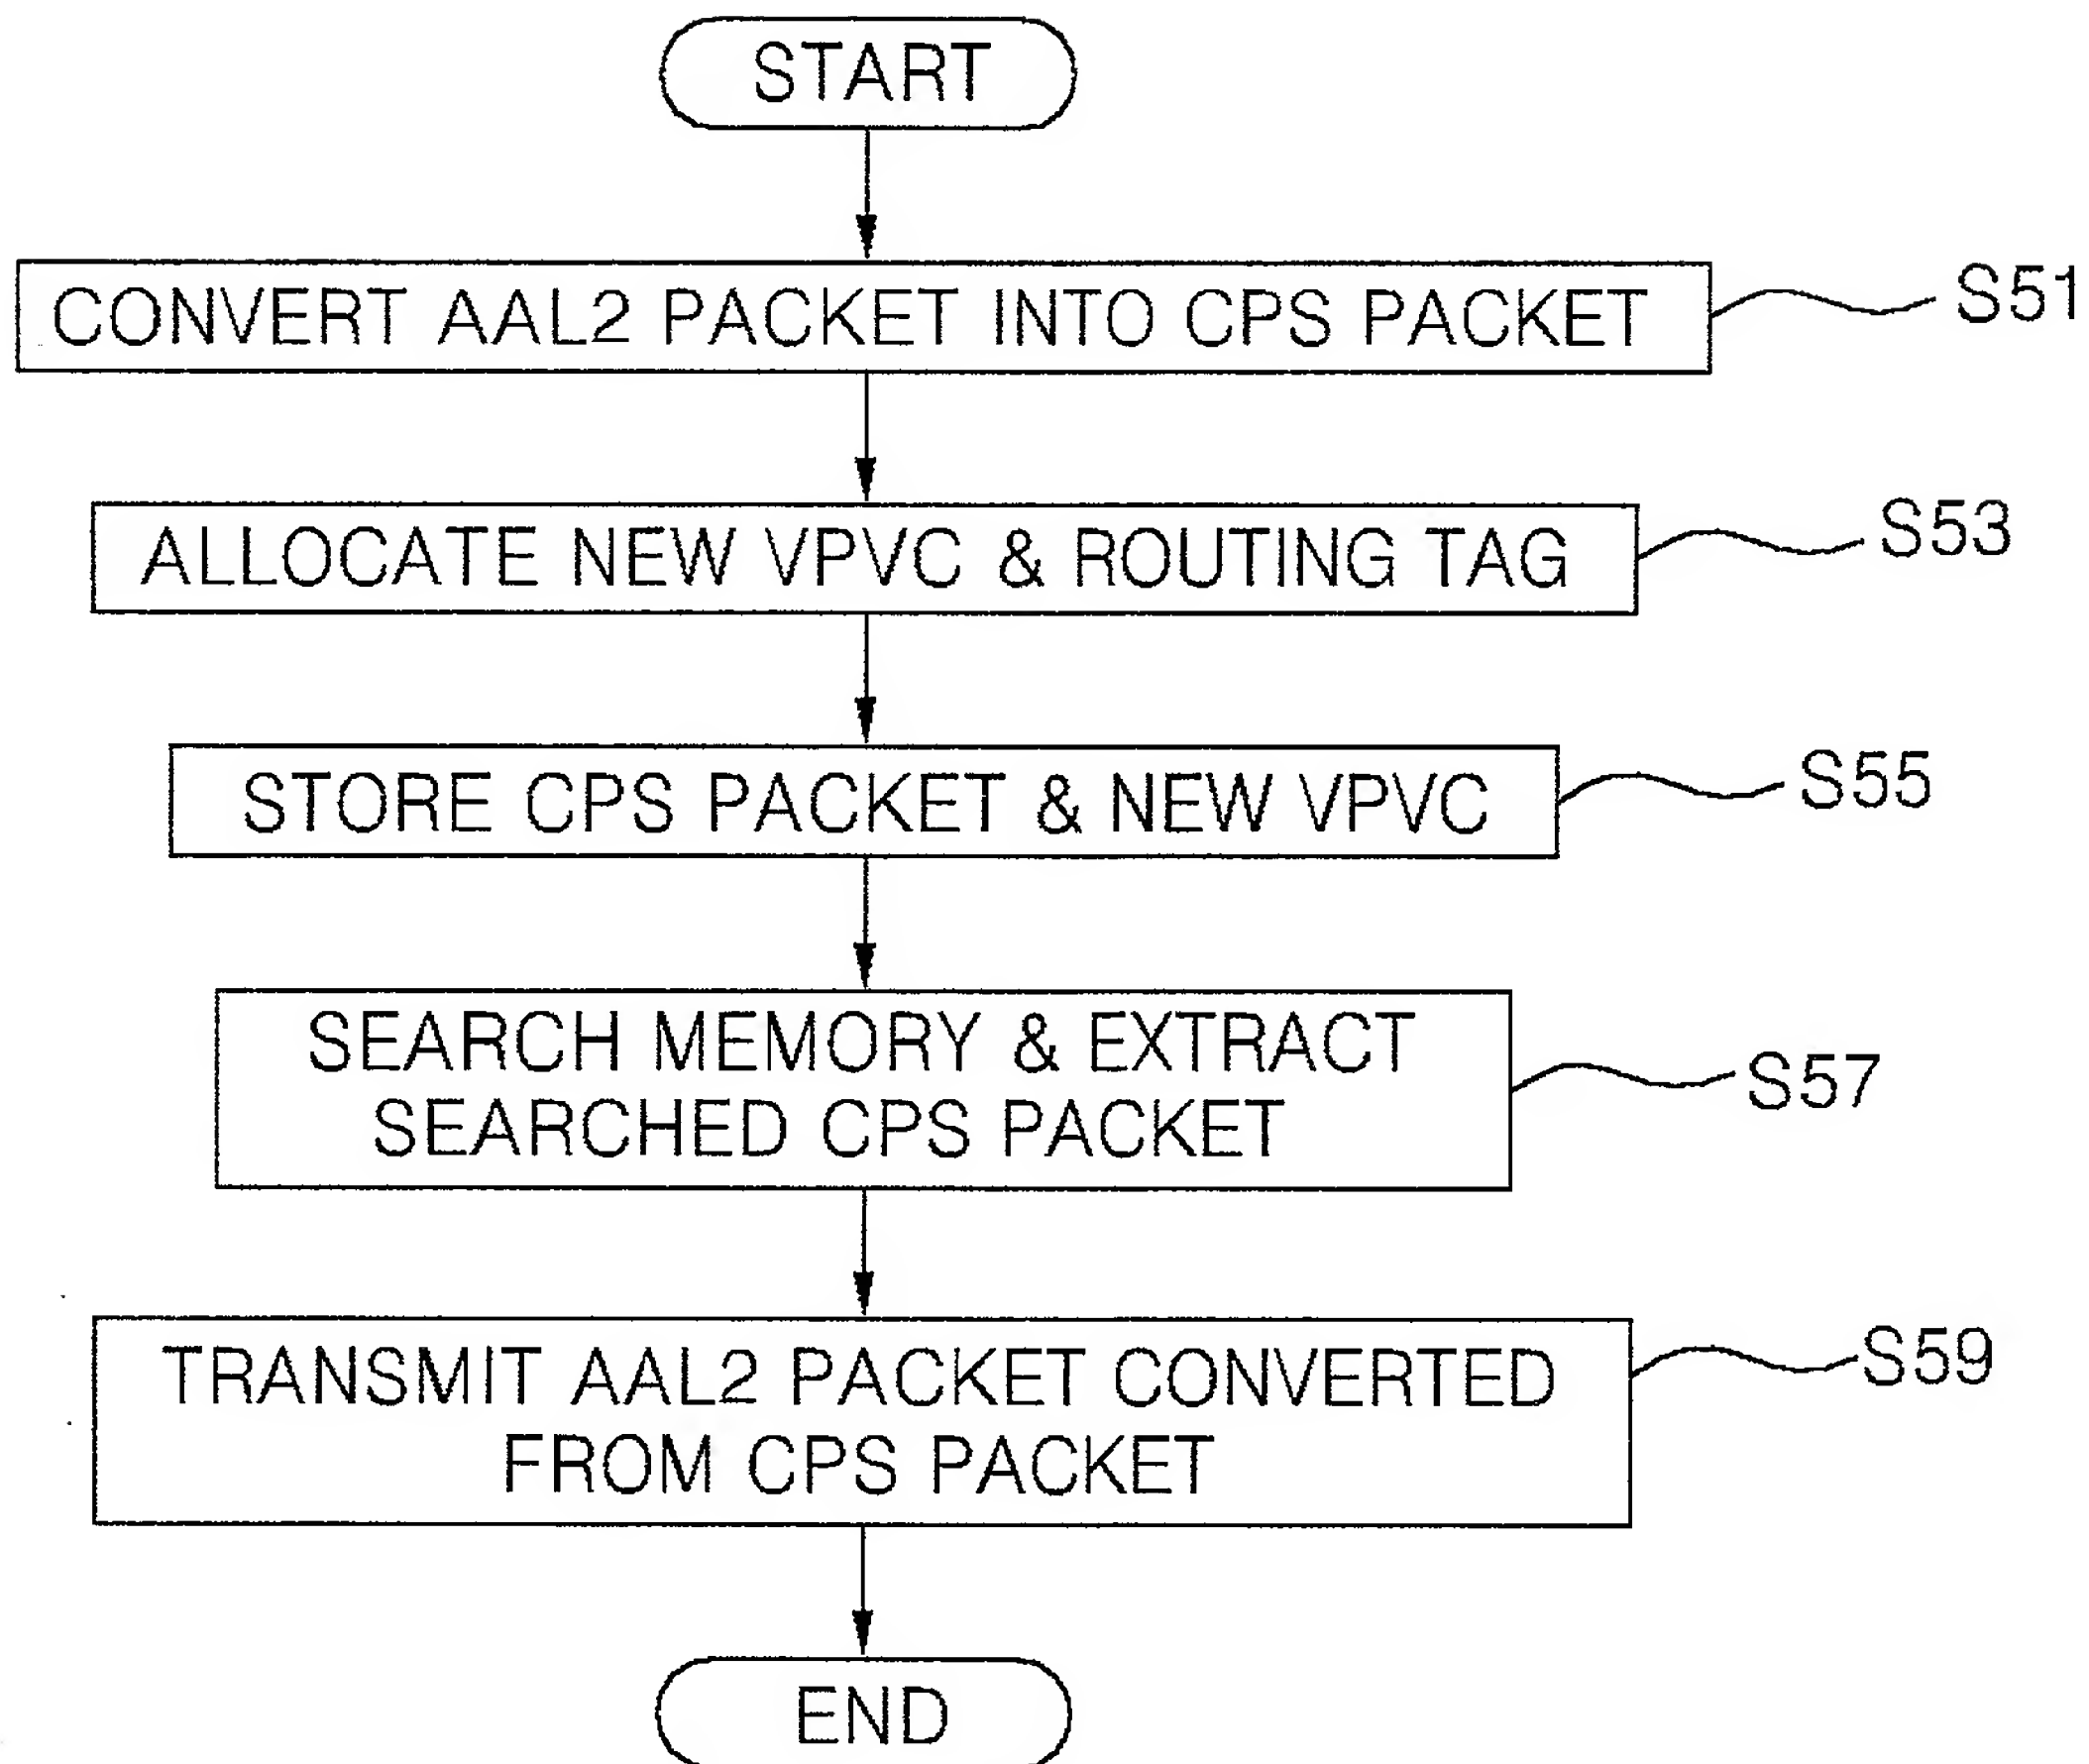 START
CONVERT AAL2 PACKET INTO CPS PACKET
S51
ALLOCATE NEW VPVC & ROUTING TAG
S53
STORE CPS PACKET & NEW VPVC
S55
SEARCH MEMORY & EXTRACT
SEARCHED CPS PACKET
S57
TRANSMIT AAL2 PACKET CONVERTED
FROM CPS PACKET
S59
END